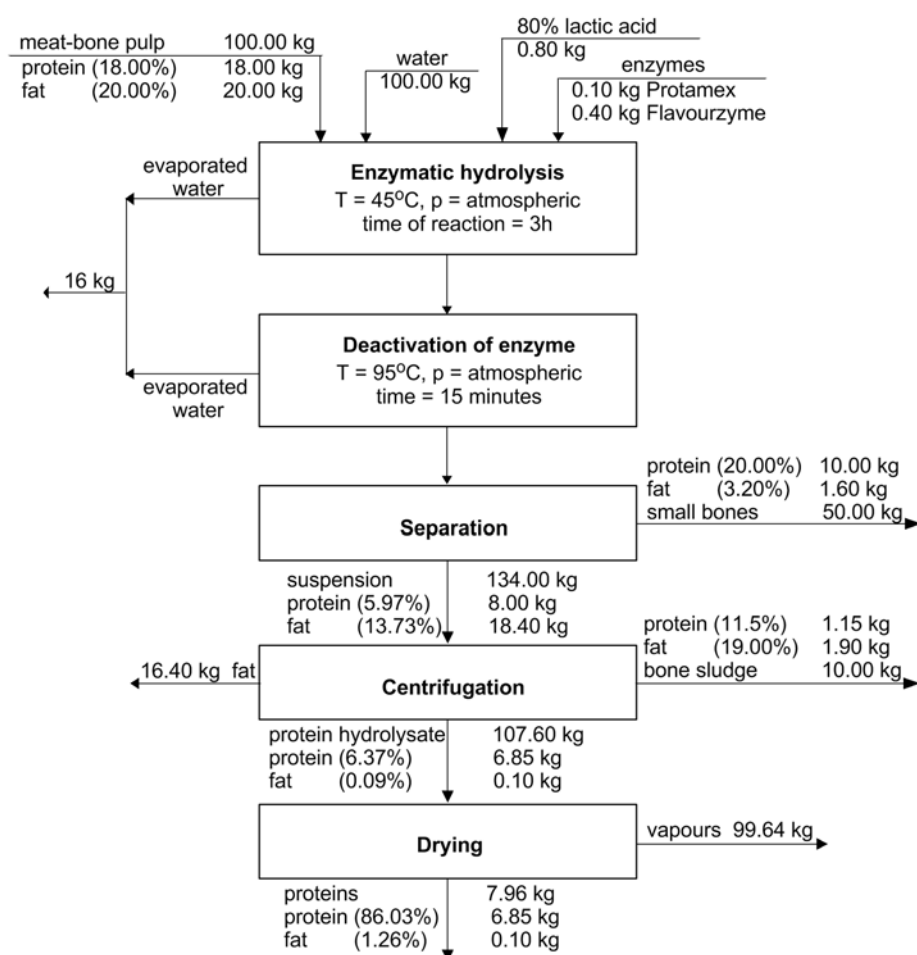 meat-bone pulp 100.00 kg
protein (18.00%) 18.00 kg
fat (20.00%) 20.00 kg
water
100.00 kg
80% lactic acid
0.80 kg
enzymes
0.10 kg Protamex
0.40 kg Flavourzyme
Enzymatic hydrolysis
T = 45°C, p = atmospheric
time of reaction = 3h
evaporated
water
16 kg
Deactivation of enzyme
T = 95°C, p = atmospheric
time = 15 minutes
evaporated
water
Separation
protein (20.00%) 10.00 kg
fat (3.20%) 1.60 kg
small bones 50.00 kg
suspension 134.00 kg
protein (5.97%) 8.00 kg
fat (13.73%) 18.40 kg
16.40 kg fat
Centrifugation
protein (11.5%) 1.15 kg
fat (19.00%) 1.90 kg
bone sludge 10.00 kg
protein hydrolysate 107.60 kg
protein (6.37%) 6.85 kg
fat (0.09%) 0.10 kg
Drying
vapours 99.64 kg
proteins 7.96 kg
protein (86.03%) 6.85 kg
fat (1.26%) 0.10 kg